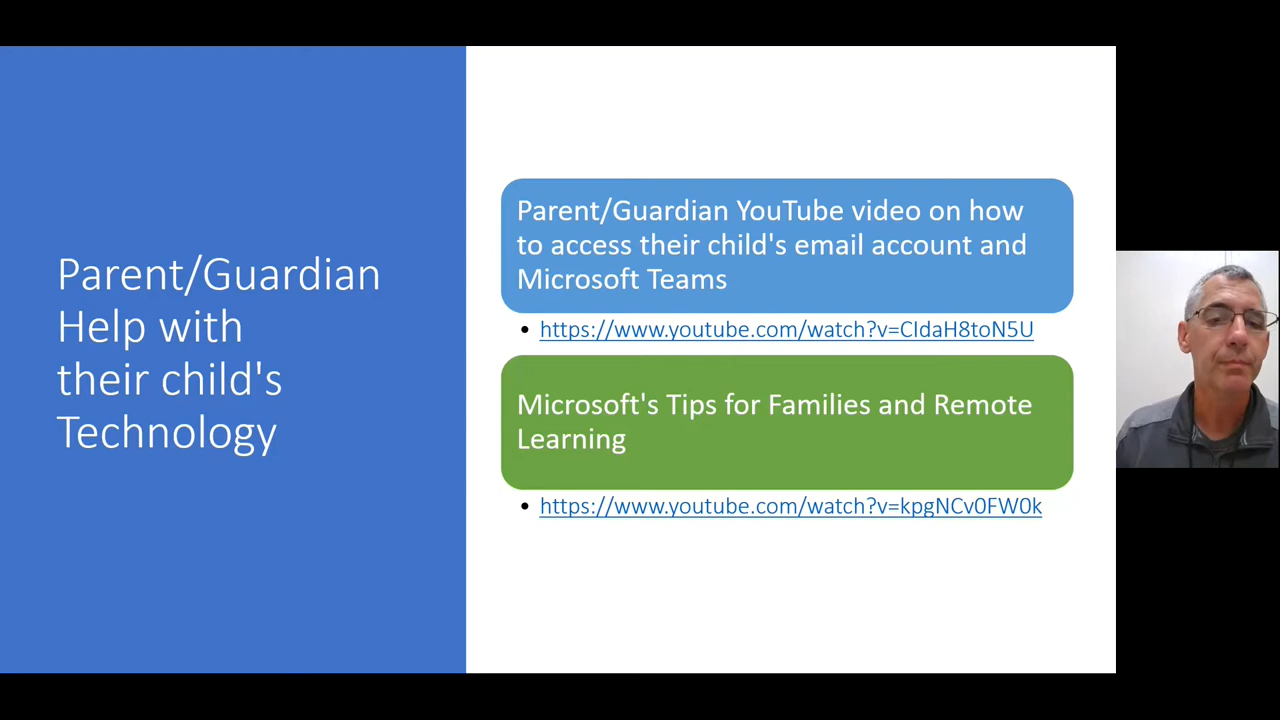 Parent/Guardian
Help with
their child's
Technology
Parent/Guardian YouTube video on how
to access their child's email account and
Microsoft Teams
• https://www.youtube.com/watch?v=CIdaH8toN5U
Microsoft's Tips for Families and Remote
Learning
• https://www.youtube.com/watch?v=kpgNCv0FW0k